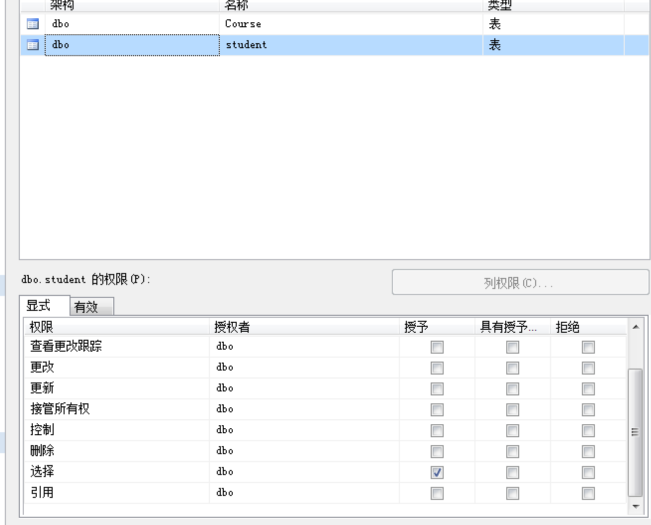 架构 名称 类型
dbo Course 表
dbo student 表
dbo.student 的权限(P):
列权限(C)...
显式 有效
权限 授权者 授予 具有授予... 拒绝
查看更改跟踪 dbo
更改 dbo
更新 dbo
接管所有权 dbo
控制 dbo
删除 dbo
选择 dbo
引用 dbo